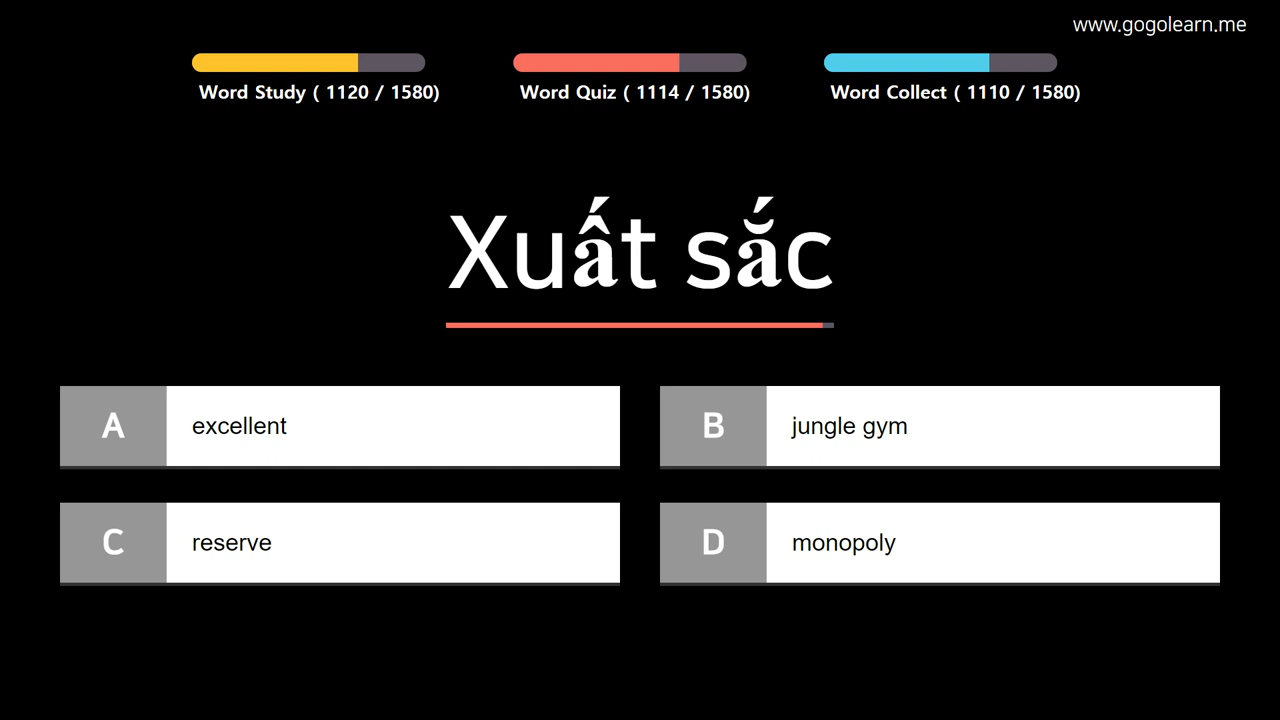 www.gogolearn.me
Word Study ( 1120 / 1580)
Word Quiz ( 1114 / 1580)
Word Collect ( 1110 / 1580)
Xuất sắc
A excellent
B jungle gym
C reserve
D monopoly